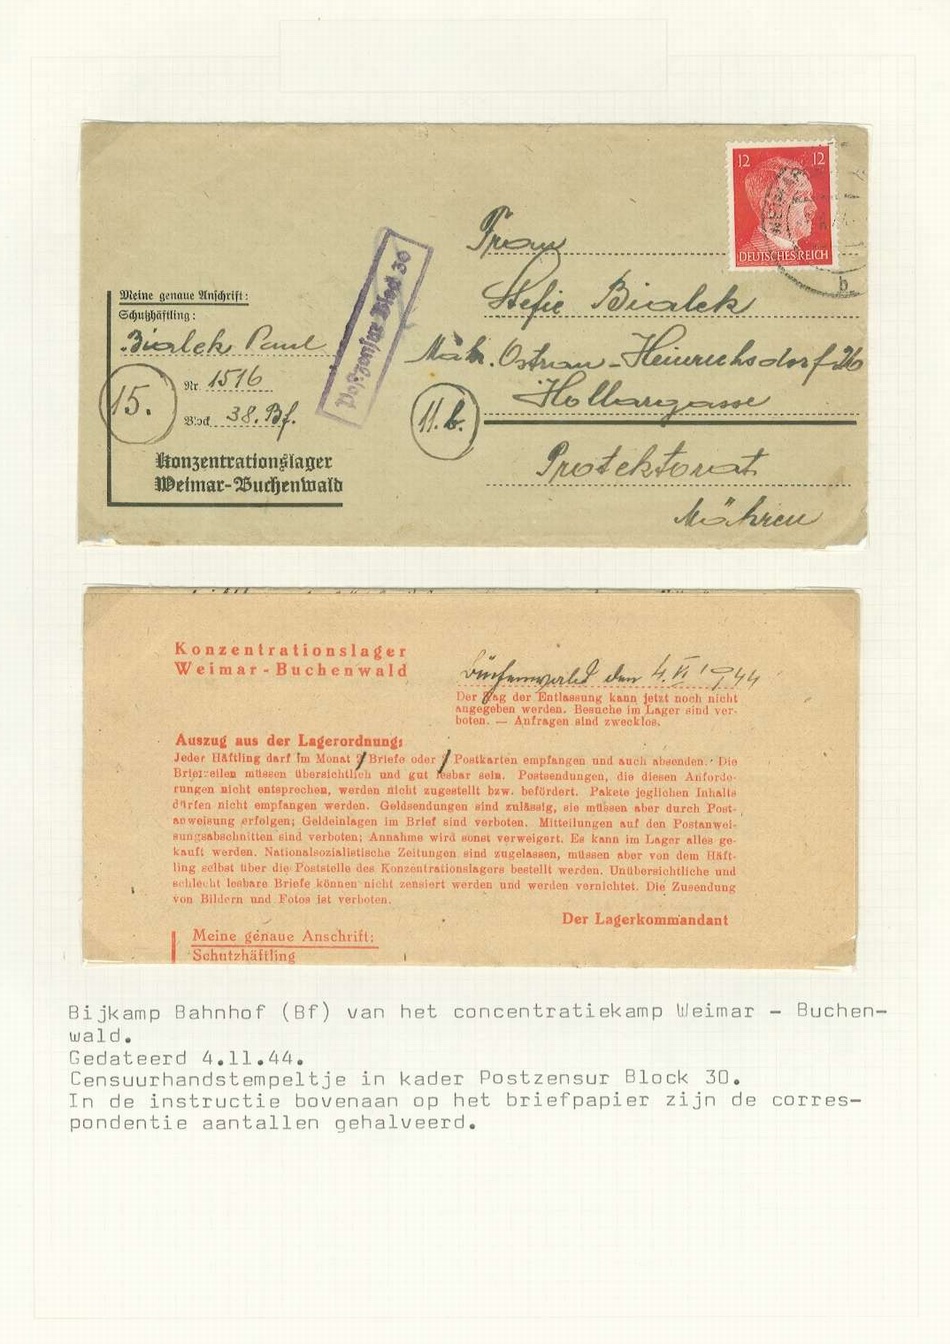 12 12
DEUTSCHES REICH
WEIMAR
b
Frau
Stefie Bialek
Mähr. Ostrau-Heinrichsdorf 26
Hollargasse
Protektorat
Mähren
11.b.
Postzensur Block 30
Meine genaue Anschrift:
Schutzhäftling:
Bialek Paul
Nr. 1516
15.
Block 38. Bf.
Konzentrationslager
Weimar-Buchenwald
Konzentrationslager
Weimar-Buchenwald
Buchenwald den 4. VI 1944
Der Tag der Entlassung kann jetzt noch nicht
angegeben werden. Besuche im Lager sind ver-
boten. — Anfragen sind zwecklos.
Auszug aus der Lagerordnung:
Jeder Häftling darf im Monat Briefe oder Postkarten empfangen und auch absenden. Die
Briefzeilen müssen übersichtlich und gut lesbar sein. Postsendungen, die diesen Anforde-
rungen nicht entsprechen, werden nicht zugestellt bzw. befördert. Pakete jeglichen Inhalts
dürfen nicht empfangen werden. Geldsendungen sind zulässig, sie müssen aber durch Post-
anweisung erfolgen; Geldeinlagen im Brief sind verboten. Mitteilungen auf den Postanwei-
sungsabschnitten sind verboten; Annahme wird sonst verweigert. Es kann im Lager alles ge-
kauft werden. Nationalsozialistische Zeitungen sind zugelassen, müssen aber von dem Häft-
ling selbst über die Poststelle des Konzentrationslagers bestellt werden. Unübersichtliche und
schlecht lesbare Briefe können nicht zensiert werden und werden vernichtet. Die Zusendung
von Bildern und Fotos ist verboten.
Der Lagerkommandant
Meine genaue Anschrift:
Schutzhäftling
Bijkamp Bahnhof (Bf) van het concentratiekamp Weimar - Buchen-
wald.
Gedateerd 4.11.44.
Censuurhandstempeltje in kader Postzensur Block 30.
In de instructie bovenaan op het briefpapier zijn de corres-
pondentie aantallen gehalveerd.